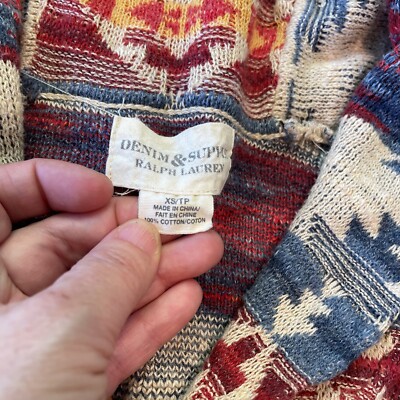 DENIM & SUPPLY
RALPH LAUREN
XS/TP
MADE IN CHINA/
FAIT EN CHINE
100% COTTON/COTON